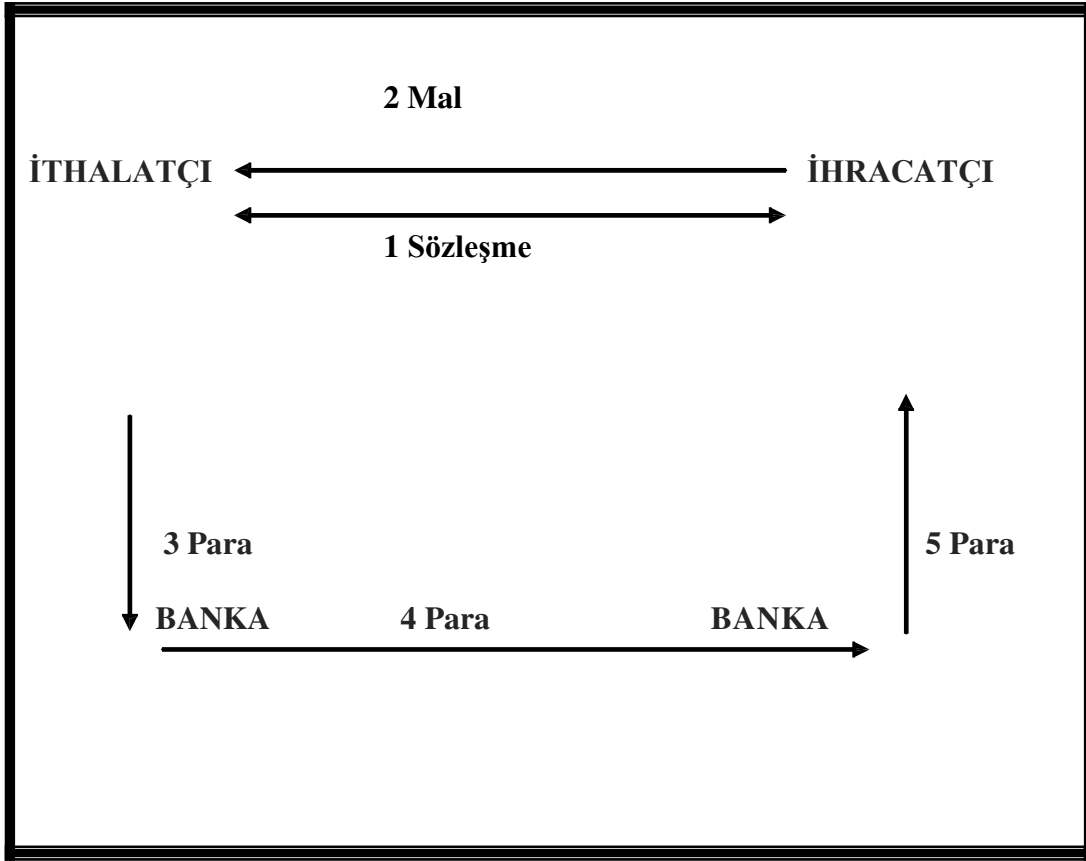 2 Mal
İTHALATÇI İHRACATÇI
1 Sözleşme
3 Para 5 Para
BANKA 4 Para BANKA